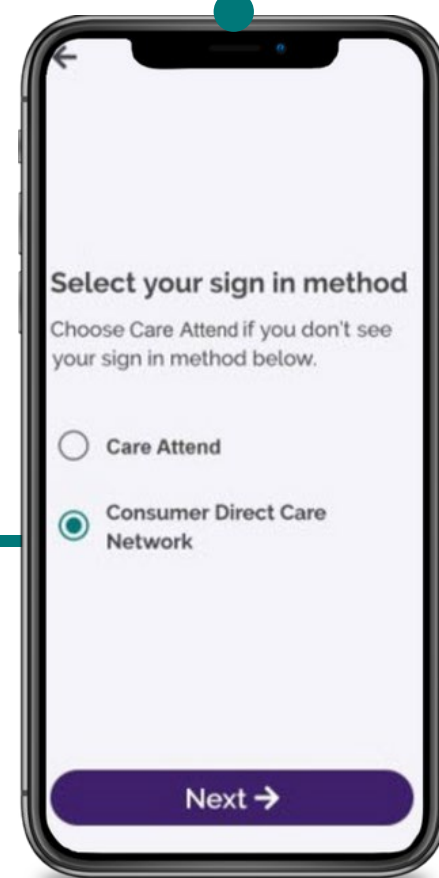 Select your sign in method
Choose Care Attend if you don't see
your sign in method below.
Care Attend
Consumer Direct Care
Network
Next →